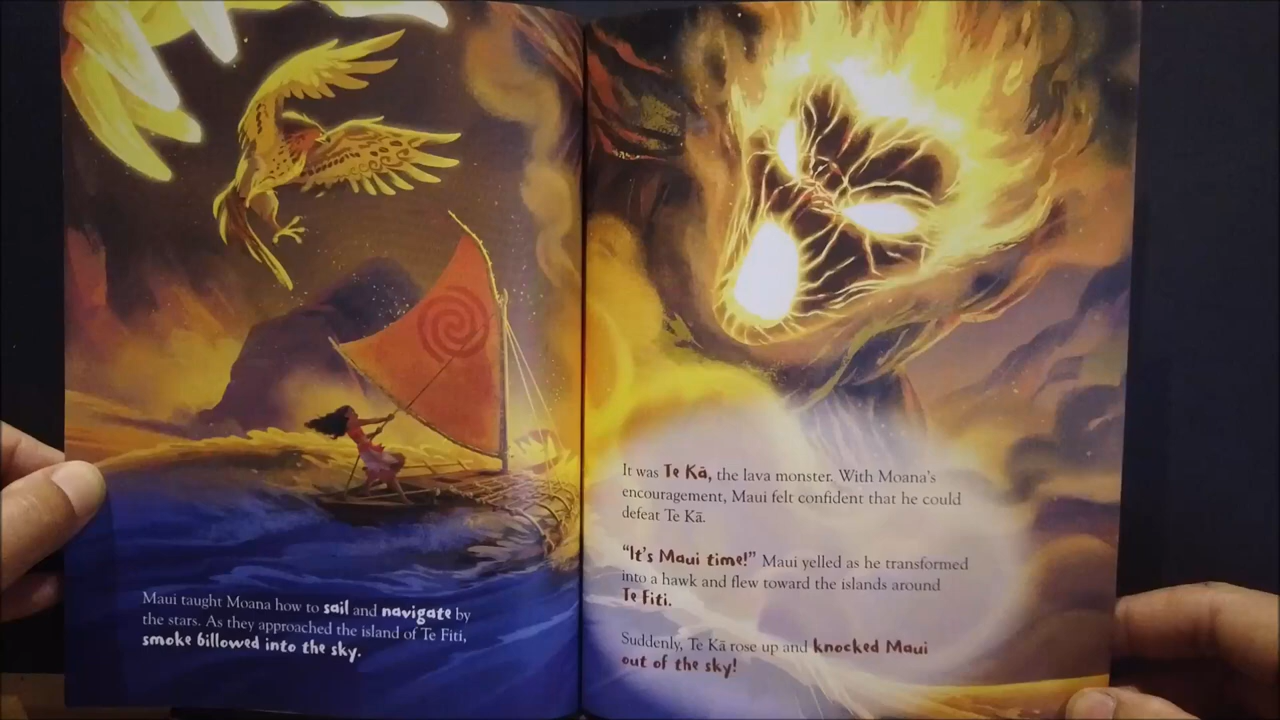 Maui taught Moana how to sail and navigate by
the stars. As they approached the island of Te Fiti,
smoke billowed into the sky.
It was Te Kā, the lava monster. With Moana's
encouragement, Maui felt confident that he could
defeat Te Kā.
"It's Maui time!" Maui yelled as he transformed
into a hawk and flew toward the islands around
Te Fiti.
Suddenly, Te Kā rose up and knocked Maui
out of the sky!